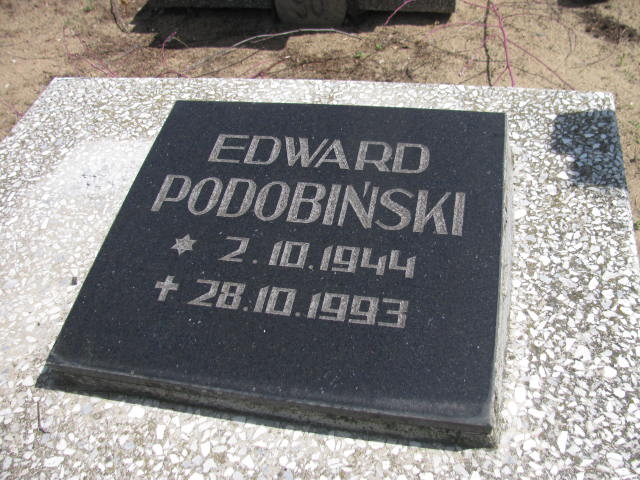 EDWARD
PODOBIŃSKI
* 2.10.1944
✝ 28.10.1993